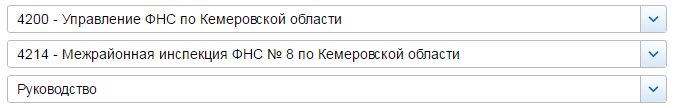 4200 - Управление ФНС по Кемеровской области
4214 - Межрайонная инспекция ФНС № 8 по Кемеровской области
Руководство